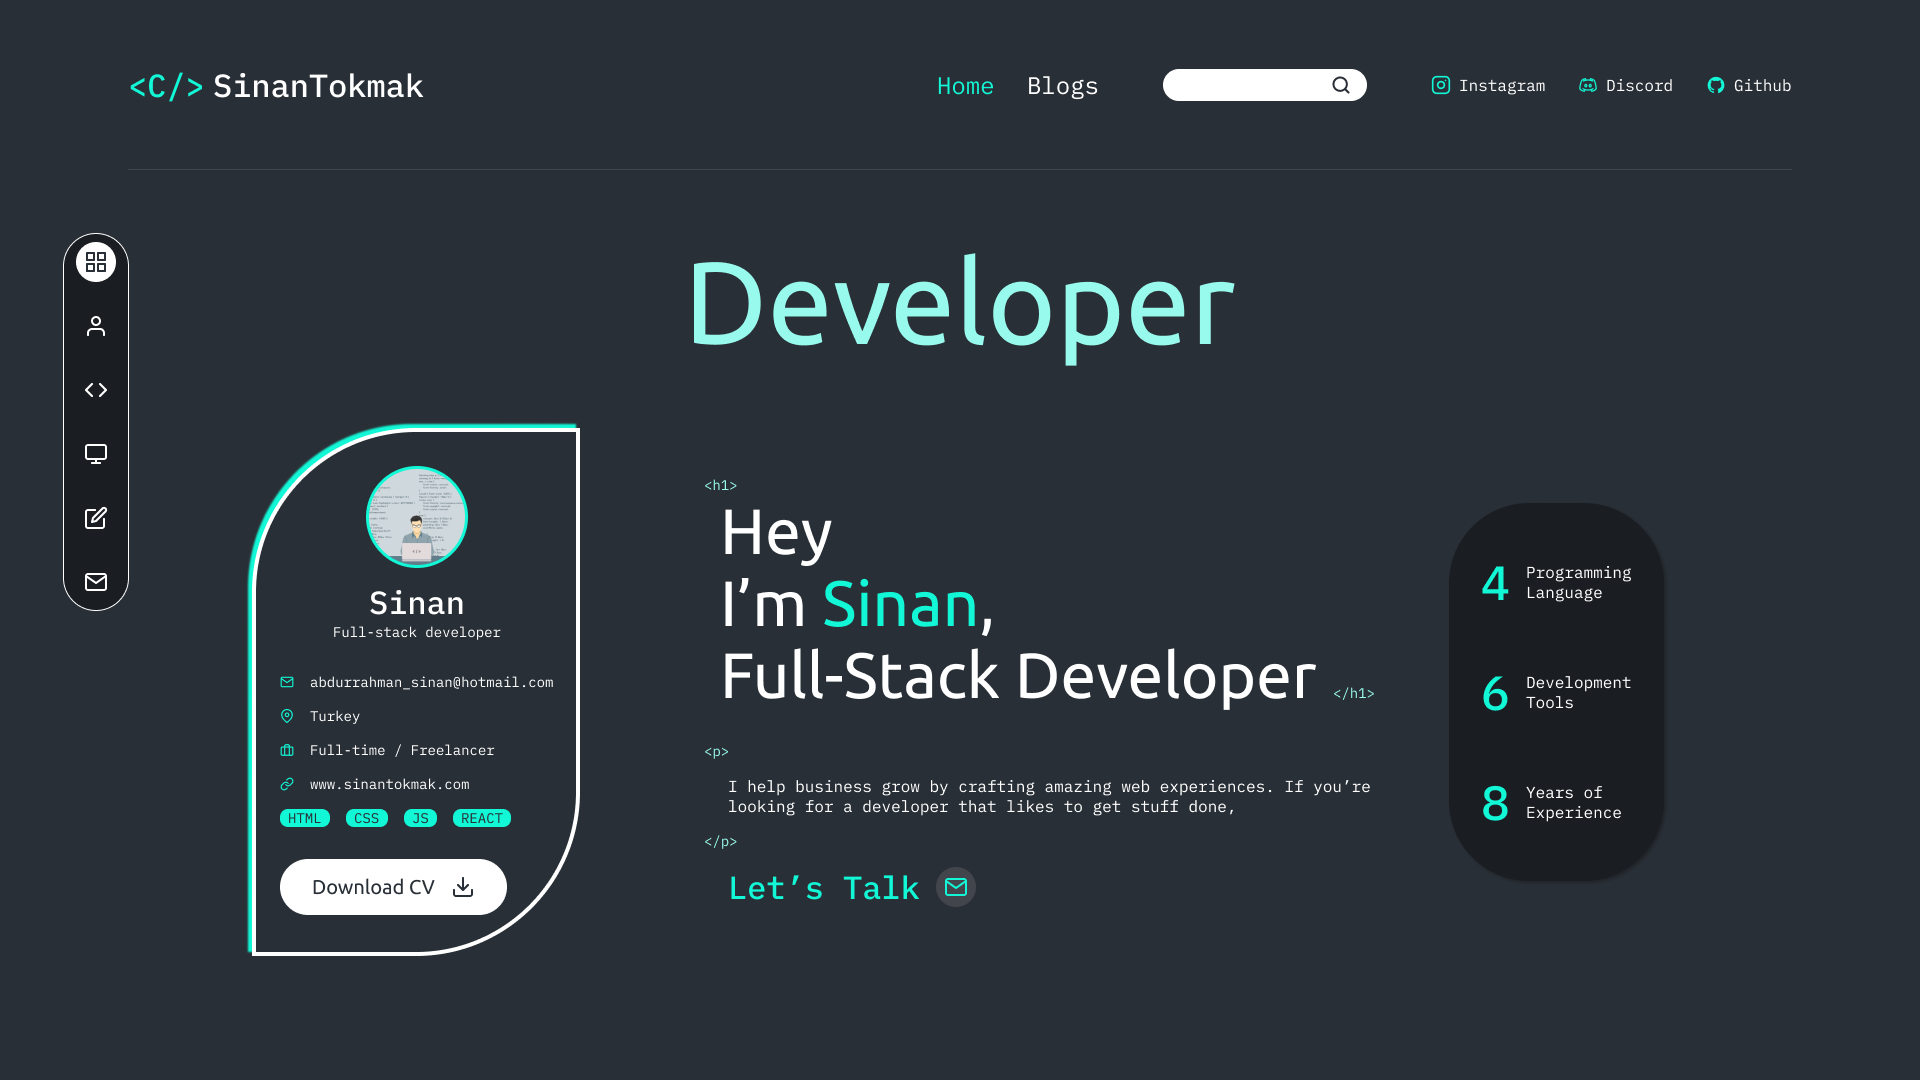 <C/> SinanTokmak
Home
Blogs
Instagram
Discord
Github
Developer
Sinan
Full-stack developer
abdurrahman_sinan@hotmail.com
Turkey
Full-time / Freelancer
www.sinantokmak.com
HTML CSS JS REACT
Download CV
<h1>
Hey
I’m Sinan,
Full-Stack Developer </h1>
<p>
I help business grow by crafting amazing web experiences. If you’re
looking for a developer that likes to get stuff done,
</p>
Let’s Talk
4 Programming
Language
6 Development
Tools
8 Years of
Experience